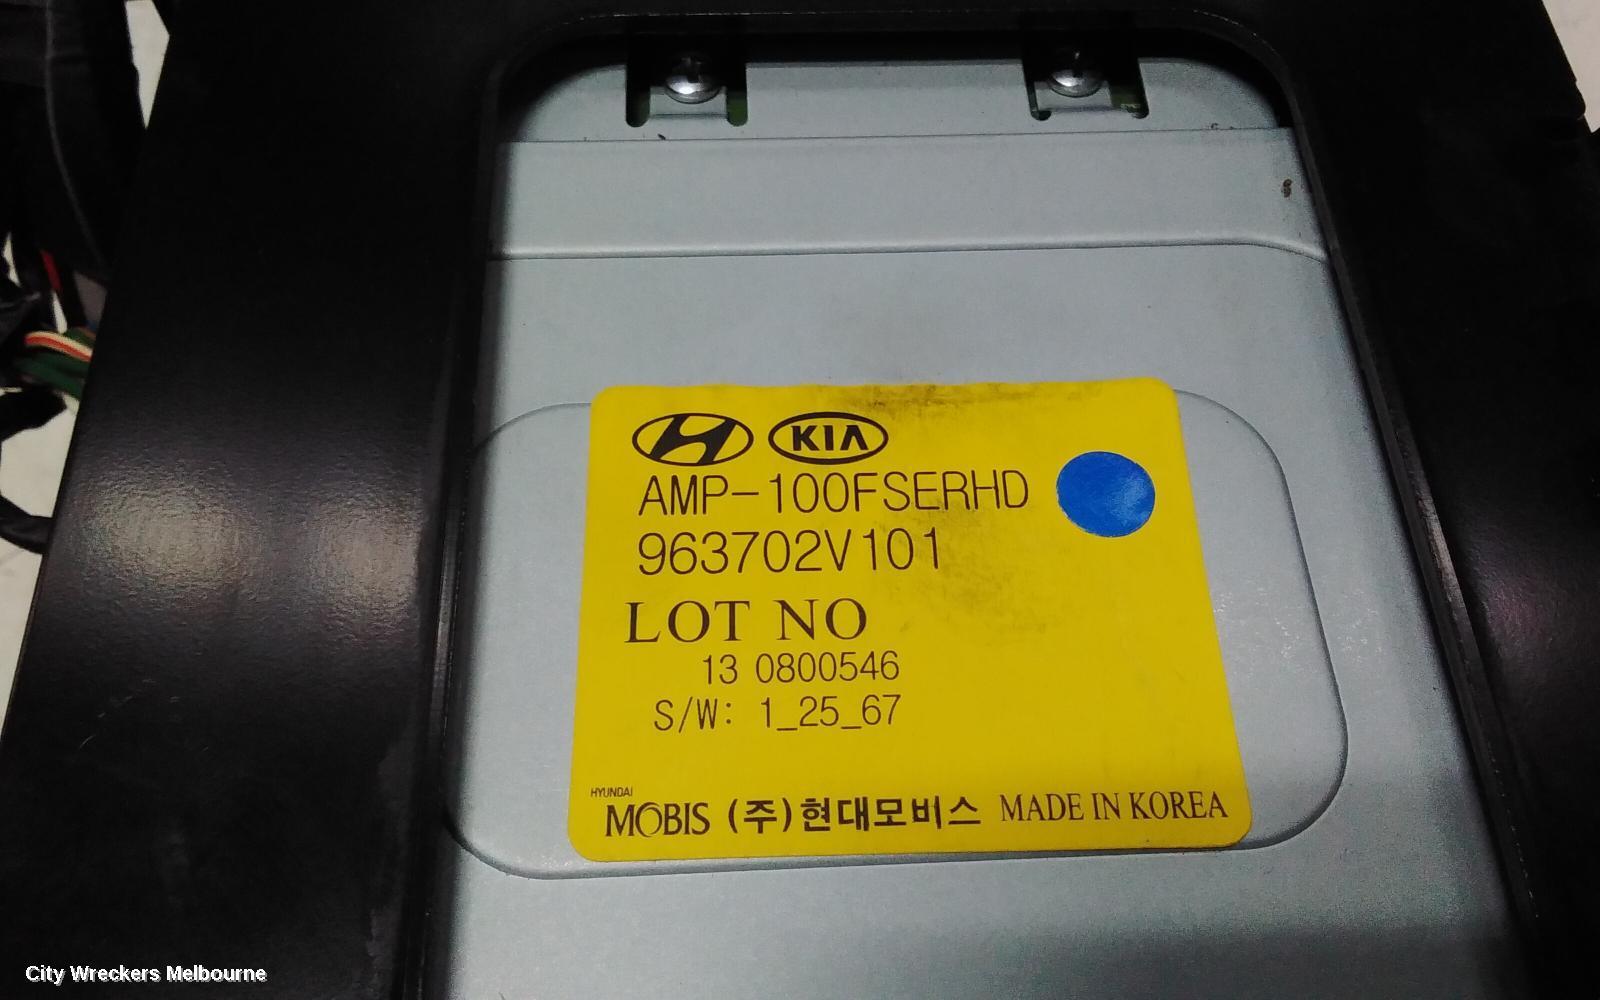 KIA
AMP-100FSERHD
963702V101
LOT NO
13 0800546
S/W: 1_25_67
HYUNDAI
MOBIS (주)현대모비스 MADE IN KOREA
City Wreckers Melbourne